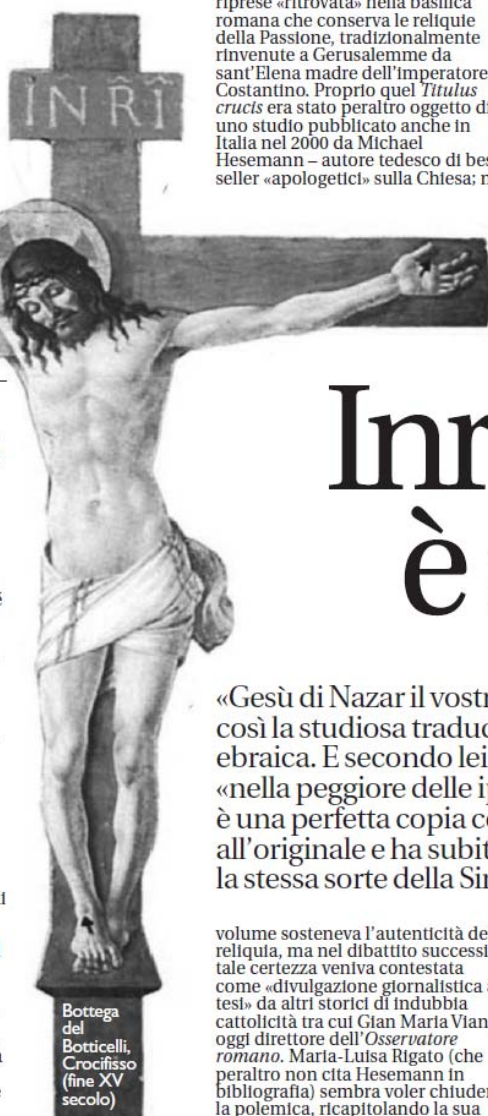 riprese «ritrovata» nella basilica
romana che conserva le reliquie
della Passione, tradizionalmente
rinvenute a Gerusalemme da
sant'Elena madre dell'imperatore
Costantino. Proprio quel Titulus
crucis era stato peraltro oggetto di
uno studio pubblicato anche in
Italia nel 2000 da Michael
Hesemann – autore tedesco di bes
seller «apologetici» sulla Chiesa; n
INRI
Inr
è
«Gesù di Nazar il vostr
così la studiosa traduc
ebraica. E secondo lei
«nella peggiore delle ip
è una perfetta copia co
all'originale e ha subit
la stessa sorte della Sin
volume sosteneva l'autenticità de
reliquia, ma nel dibattito successi
tale certezza veniva contestata
come «divulgazione giornalistica a
tesi» da altri storici di indubbia
cattolicità tra cui Gian Maria Vian
oggi direttore dell'Osservatore
romano. Maria-Luisa Rigato (che
peraltro non cita Hesemann in
bibliografia) sembra voler chiuder
la polemica, ricapitolando la sua
Bottega
del
Botticelli,
Crocifisso
(fine XV
secolo)